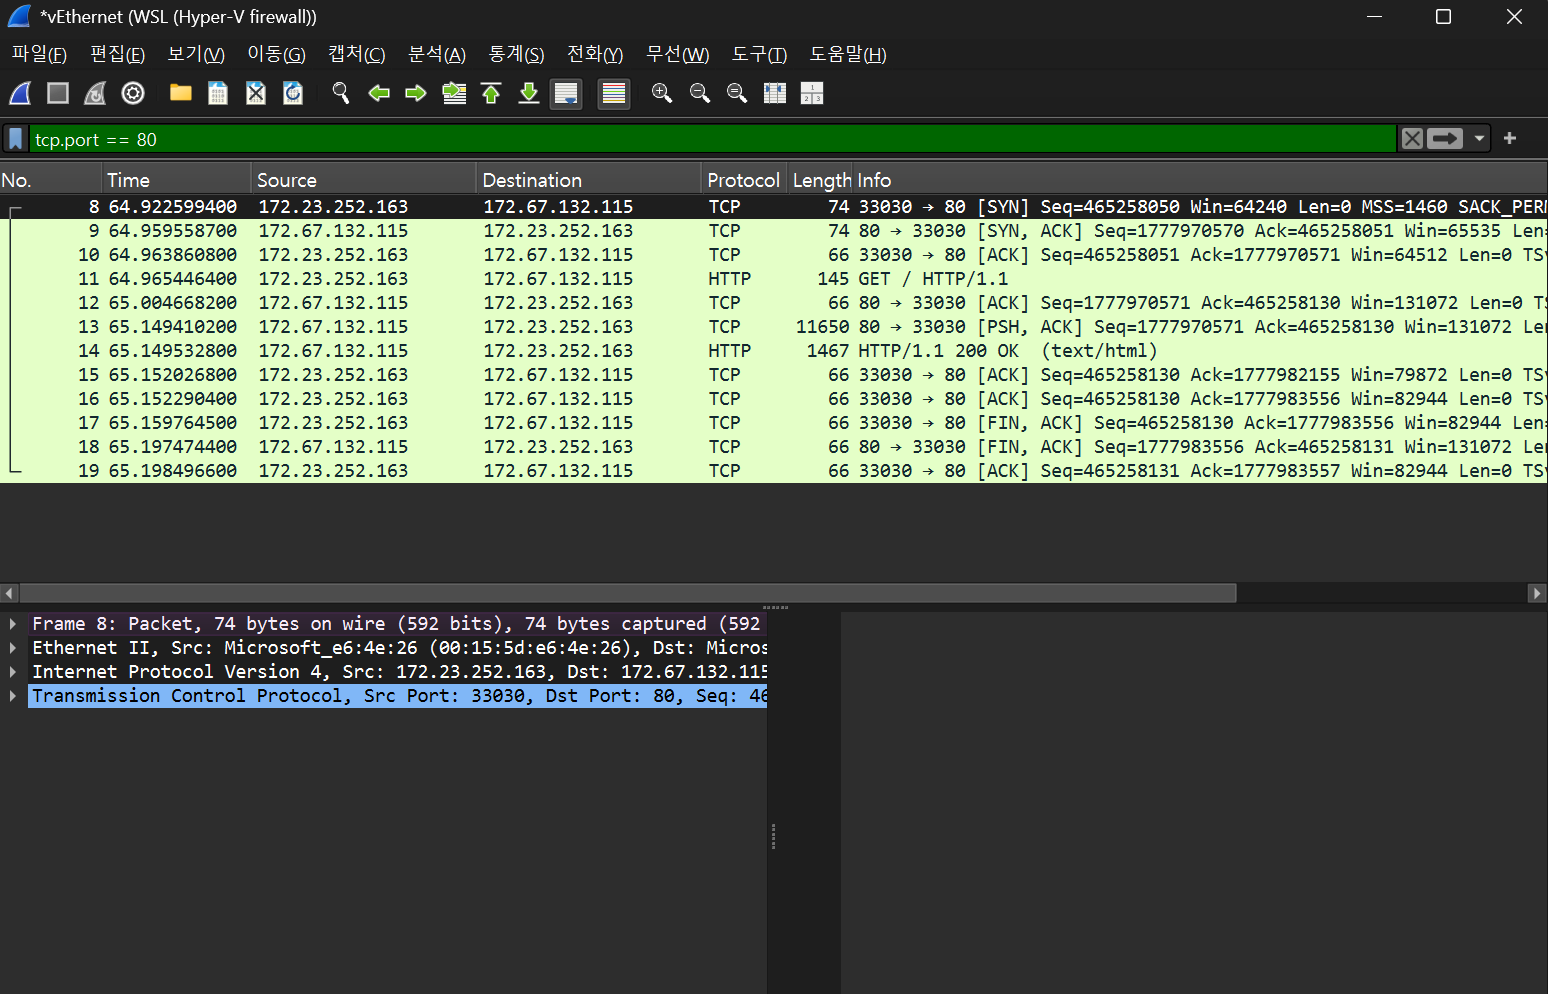 *vEthernet (WSL (Hyper-V firewall))
파일(F) 편집(E) 보기(V) 이동(G) 캡처(C) 분석(A) 통계(S) 전화(Y) 무선(W) 도구(T) 도움말(H)
tcp.port == 80
No. Time Source Destination Protocol Length Info
8 64.922599400 172.23.252.163 172.67.132.115 TCP 74 33030 → 80 [SYN] Seq=465258050 Win=64240 Len=0 MSS=1460 SACK_PERM
9 64.959558700 172.67.132.115 172.23.252.163 TCP 74 80 → 33030 [SYN, ACK] Seq=1777970570 Ack=465258051 Win=65535 Len=
10 64.963860800 172.23.252.163 172.67.132.115 TCP 66 33030 → 80 [ACK] Seq=465258051 Ack=1777970571 Win=64512 Len=0 TSv
11 64.965446400 172.23.252.163 172.67.132.115 HTTP 145 GET / HTTP/1.1
12 65.004668200 172.67.132.115 172.23.252.163 TCP 66 80 → 33030 [ACK] Seq=1777970571 Ack=465258130 Win=131072 Len=0 TS
13 65.149410200 172.67.132.115 172.23.252.163 TCP 11650 80 → 33030 [PSH, ACK] Seq=1777970571 Ack=465258130 Win=131072 Len
14 65.149532800 172.67.132.115 172.23.252.163 HTTP 1467 HTTP/1.1 200 OK (text/html)
15 65.152026800 172.23.252.163 172.67.132.115 TCP 66 33030 → 80 [ACK] Seq=465258130 Ack=1777982155 Win=79872 Len=0 TSv
16 65.152290400 172.23.252.163 172.67.132.115 TCP 66 33030 → 80 [ACK] Seq=465258130 Ack=1777983556 Win=82944 Len=0 TSv
17 65.159764500 172.23.252.163 172.67.132.115 TCP 66 33030 → 80 [FIN, ACK] Seq=465258130 Ack=1777983556 Win=82944 Len=
18 65.197474400 172.67.132.115 172.23.252.163 TCP 66 80 → 33030 [FIN, ACK] Seq=1777983556 Ack=465258131 Win=131072 Len
19 65.198496600 172.23.252.163 172.67.132.115 TCP 66 33030 → 80 [ACK] Seq=465258131 Ack=1777983557 Win=82944 Len=0 TSv
Frame 8: Packet, 74 bytes on wire (592 bits), 74 bytes captured (592
Ethernet II, Src: Microsoft_e6:4e:26 (00:15:5d:e6:4e:26), Dst: Micros
Internet Protocol Version 4, Src: 172.23.252.163, Dst: 172.67.132.115
Transmission Control Protocol, Src Port: 33030, Dst Port: 80, Seq: 46